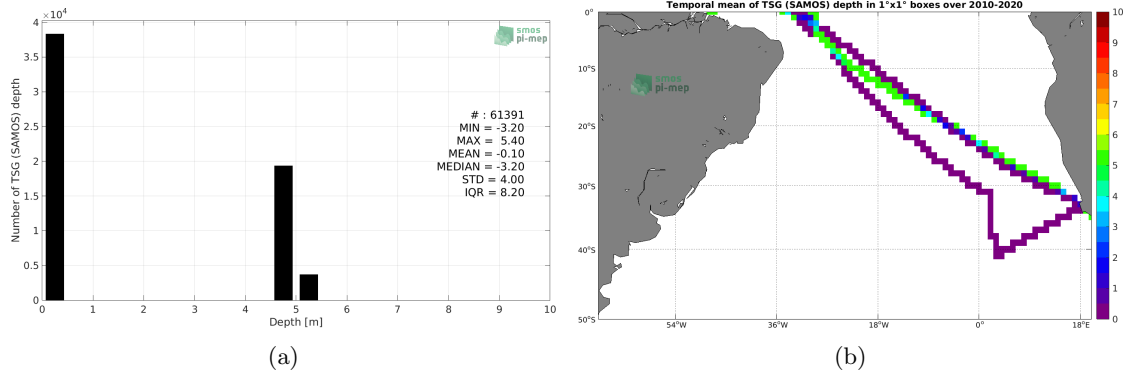 ×10⁴
4
3.5
3
2.5
2
1.5
1
0.5
0
0 1 2 3 4 5 6 7 8 9 10
Number of TSG (SAMOS) depth
Depth [m]
smos
pi-mep
# : 61391
MIN = -3.20
MAX = 5.40
MEAN = -0.10
MEDIAN = -3.20
STD = 4.00
IQR = 8.20
(a)
Temporal mean of TSG (SAMOS) depth in 1°x1° boxes over 2010-2020
0°
10°S
20°S
30°S
40°S
50°S
54°W 36°W 18°W 0° 18°E
smos
pi-mep
10
9
8
7
6
5
4
3
2
1
0
(b)